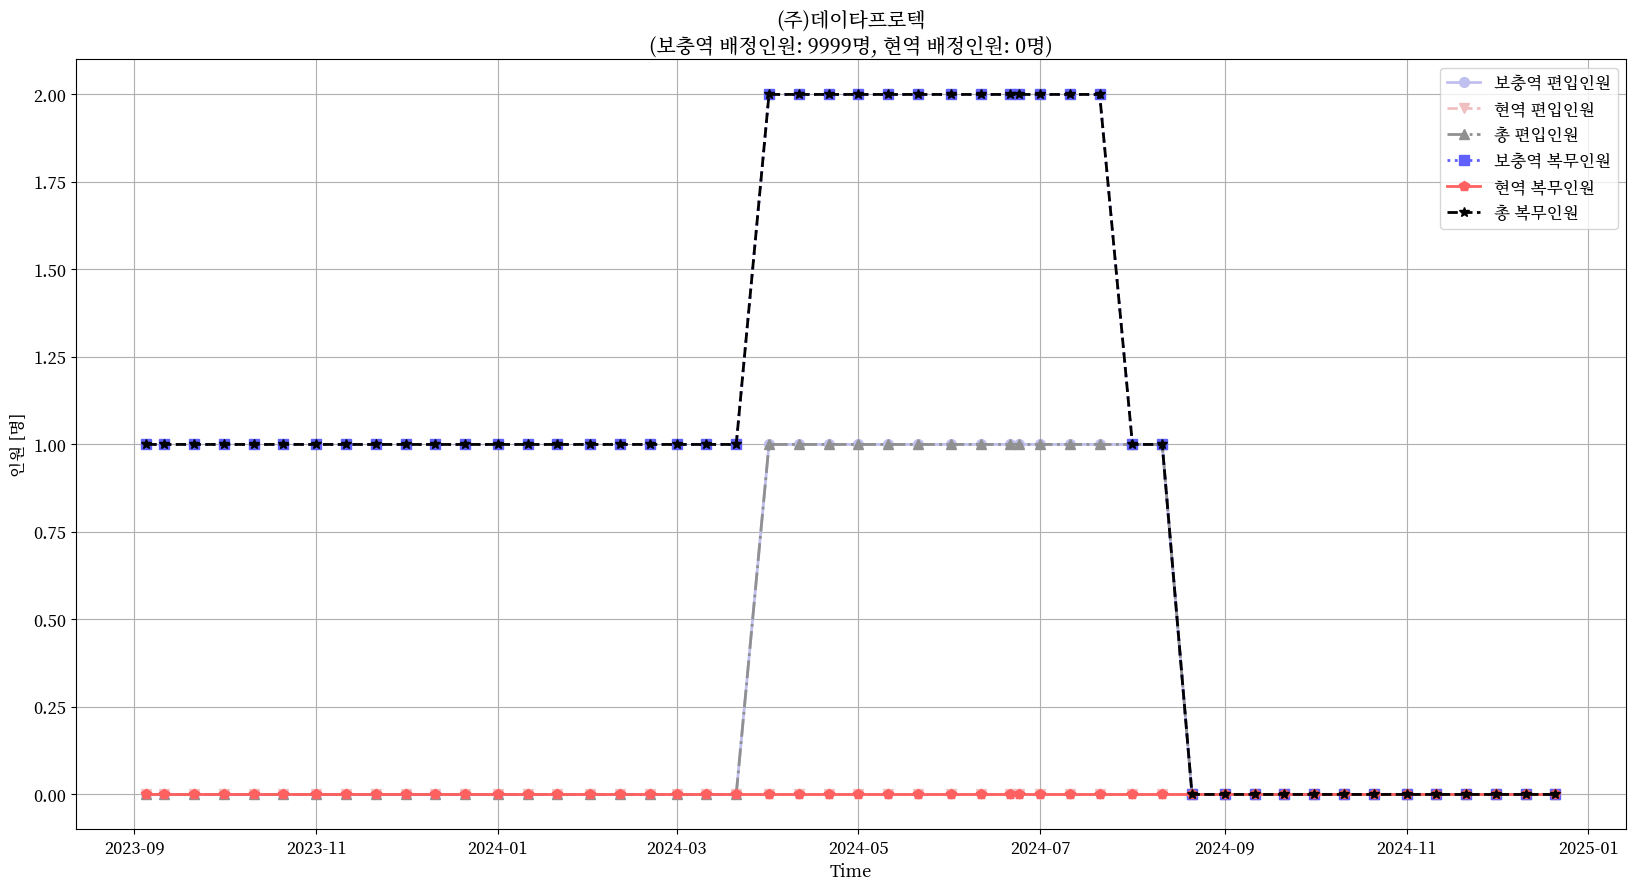 (주)데이타프로텍
(보충역 배정인원: 9999명, 현역 배정인원: 0명)
2.00
1.75
1.50
1.25
1.00
0.75
0.50
0.25
0.00
인원 [명]
보충역 편입인원
현역 편입인원
총 편입인원
보충역 복무인원
현역 복무인원
총 복무인원
2023-09
2023-11
2024-01
2024-03
2024-05
2024-07
2024-09
2024-11
2025-01
Time